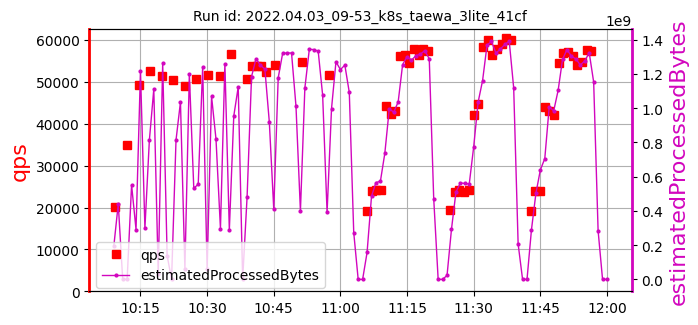 Run id: 2022.04.03_09-53_k8s_taewa_3lite_41cf
1e9
60000
50000
40000
30000
20000
10000
0
qps
1.4
1.2
1.0
0.8
0.6
0.4
0.2
0.0
estimatedProcessedBytes
qps
estimatedProcessedBytes
10:15 10:30 10:45 11:00 11:15 11:30 11:45 12:00